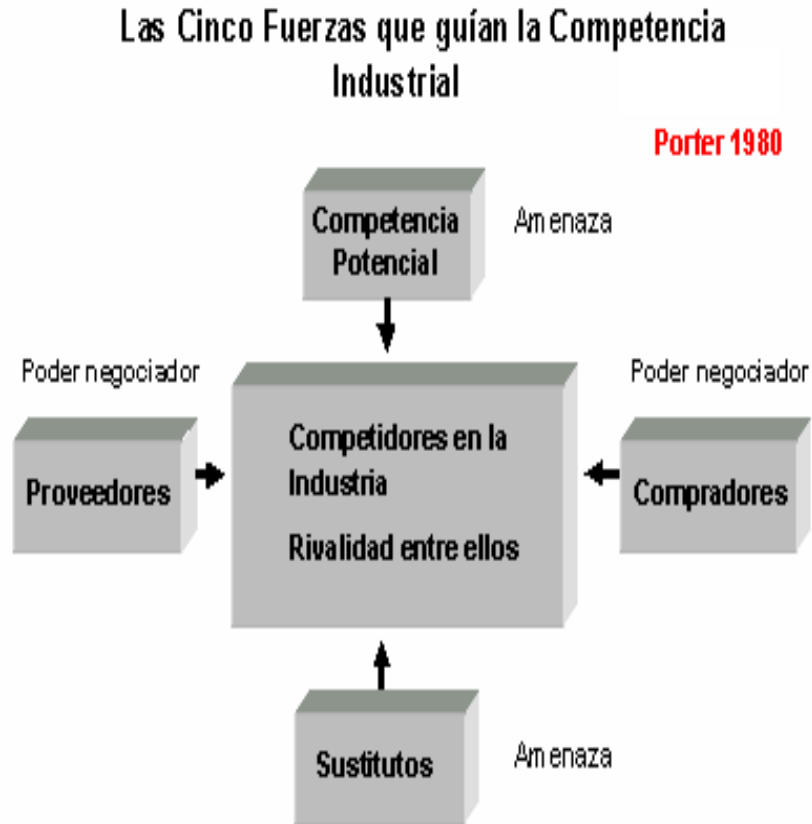 Las Cinco Fuerzas que guían la Competencia
Industrial
Porter 1980
Competencia
Potencial
Amenaza
Poder negociador
Poder negociador
Proveedores
Competidores en la
Industria
Rivalidad entre ellos
Compradores
Sustitutos
Amenaza